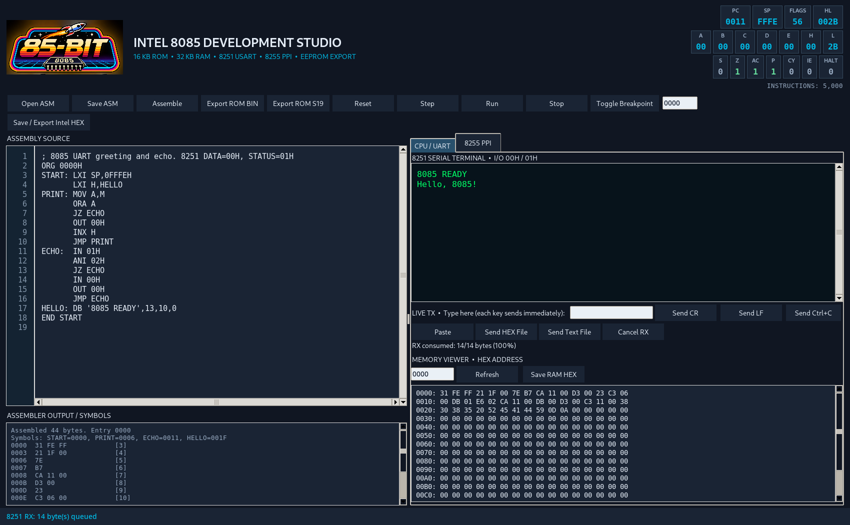 85-BIT
8085
INTEL 8085 DEVELOPMENT STUDIO
16 KB ROM • 32 KB RAM • 8251 USART • 8255 PPI • EEPROM EXPORT
PC SP FLAGS HL
0011 FFFE 56 002B
A B C D E H L
00 00 00 00 00 00 2B
S Z AC P CY IE HALT
0 1 1 1 0 0 0
INSTRUCTIONS: 5,000
Open ASM Save ASM Assemble Export ROM BIN Export ROM S19 Reset Step Run Stop Toggle Breakpoint 0000
Save / Export Intel HEX
ASSEMBLY SOURCE
1 ; 8085 UART greeting and echo. 8251 DATA=00H, STATUS=01H
2 ORG 0000H
3 START: LXI SP,0FFFEH
4 LXI H,HELLO
5 PRINT: MOV A,M
6 ORA A
7 JZ ECHO
8 OUT 00H
9 INX H
10 JMP PRINT
11 ECHO: IN 01H
12 ANI 02H
13 JZ ECHO
14 IN 00H
15 OUT 00H
16 JMP ECHO
17 HELLO: DB '8085 READY',13,10,0
18 END START
19
ASSEMBLER OUTPUT / SYMBOLS
Assembled 44 bytes. Entry 0000
Symbols: START=0000, PRINT=0006, ECHO=0011, HELLO=001F
0000 31 FE FF [3]
0003 21 1F 00 [4]
0006 7E [5]
0007 B7 [6]
0008 CA 11 00 [7]
000B D3 00 [8]
000D 23 [9]
000E C3 06 00 [10]
CPU / UART 8255 PPI
8251 SERIAL TERMINAL • I/O 00H / 01H
8085 READY
Hello, 8085!
LIVE TX • Type here (each key sends immediately): Send CR Send LF Send Ctrl+C
Paste Send HEX File Send Text File Cancel RX
RX consumed: 14/14 bytes (100%)
MEMORY VIEWER • HEX ADDRESS
0000 Refresh Save RAM HEX
0000: 31 FE FF 21 1F 00 7E B7 CA 11 00 D3 00 23 C3 06
0010: 00 DB 01 E6 02 CA 11 00 DB 00 D3 00 C3 11 00 38
0020: 30 38 35 20 52 45 41 44 59 0D 0A 00 00 00 00 00
0030: 00 00 00 00 00 00 00 00 00 00 00 00 00 00 00 00
0040: 00 00 00 00 00 00 00 00 00 00 00 00 00 00 00 00
0050: 00 00 00 00 00 00 00 00 00 00 00 00 00 00 00 00
0060: 00 00 00 00 00 00 00 00 00 00 00 00 00 00 00 00
0070: 00 00 00 00 00 00 00 00 00 00 00 00 00 00 00 00
0080: 00 00 00 00 00 00 00 00 00 00 00 00 00 00 00 00
0090: 00 00 00 00 00 00 00 00 00 00 00 00 00 00 00 00
00A0: 00 00 00 00 00 00 00 00 00 00 00 00 00 00 00 00
00B0: 00 00 00 00 00 00 00 00 00 00 00 00 00 00 00 00
00C0: 00 00 00 00 00 00 00 00 00 00 00 00 00 00 00 00
8251 RX: 14 byte(s) queued